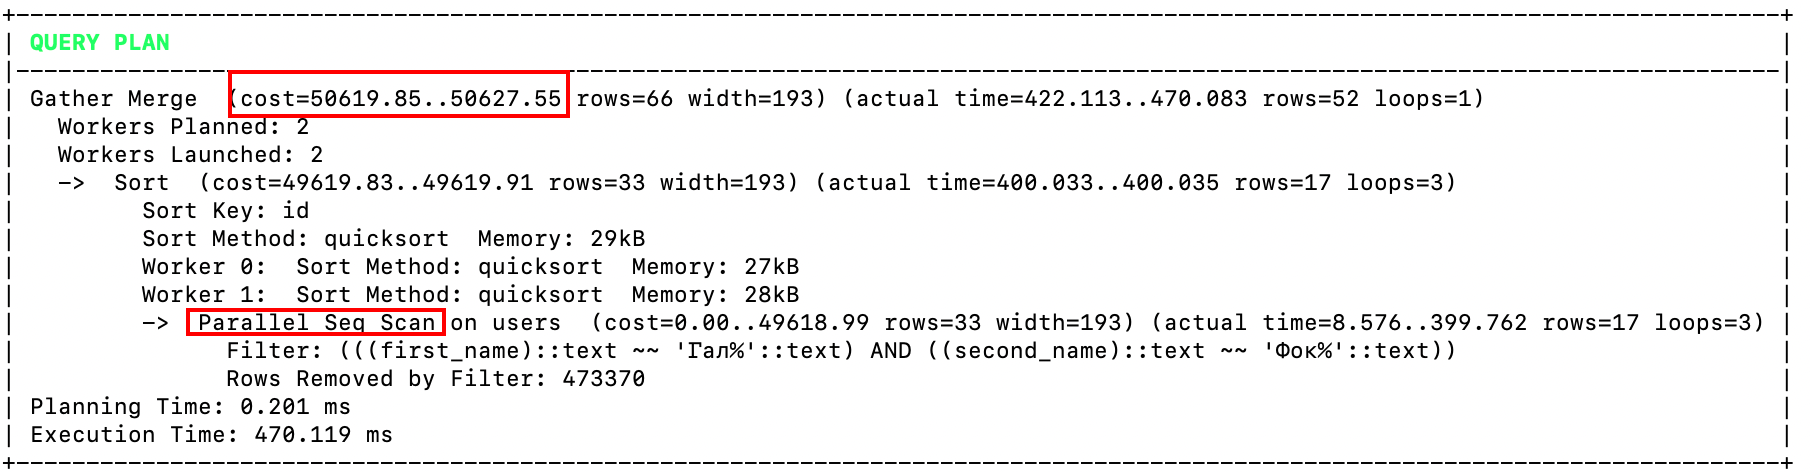 QUERY PLAN
Gather Merge  (cost=50619.85..50627.55 rows=66 width=193) (actual time=422.113..470.083 rows=52 loops=1)
Workers Planned: 2
Workers Launched: 2
->  Sort  (cost=49619.83..49619.91 rows=33 width=193) (actual time=400.033..400.035 rows=17 loops=3)
Sort Key: id
Sort Method: quicksort  Memory: 29kB
Worker 0:  Sort Method: quicksort  Memory: 27kB
Worker 1:  Sort Method: quicksort  Memory: 28kB
->  Parallel Seq Scan on users  (cost=0.00..49618.99 rows=33 width=193) (actual time=8.576..399.762 rows=17 loops=3)
Filter: (((first_name)::text ~~ 'Гал%'::text) AND ((second_name)::text ~~ 'Фок%'::text))
Rows Removed by Filter: 473370
Planning Time: 0.201 ms
Execution Time: 470.119 ms